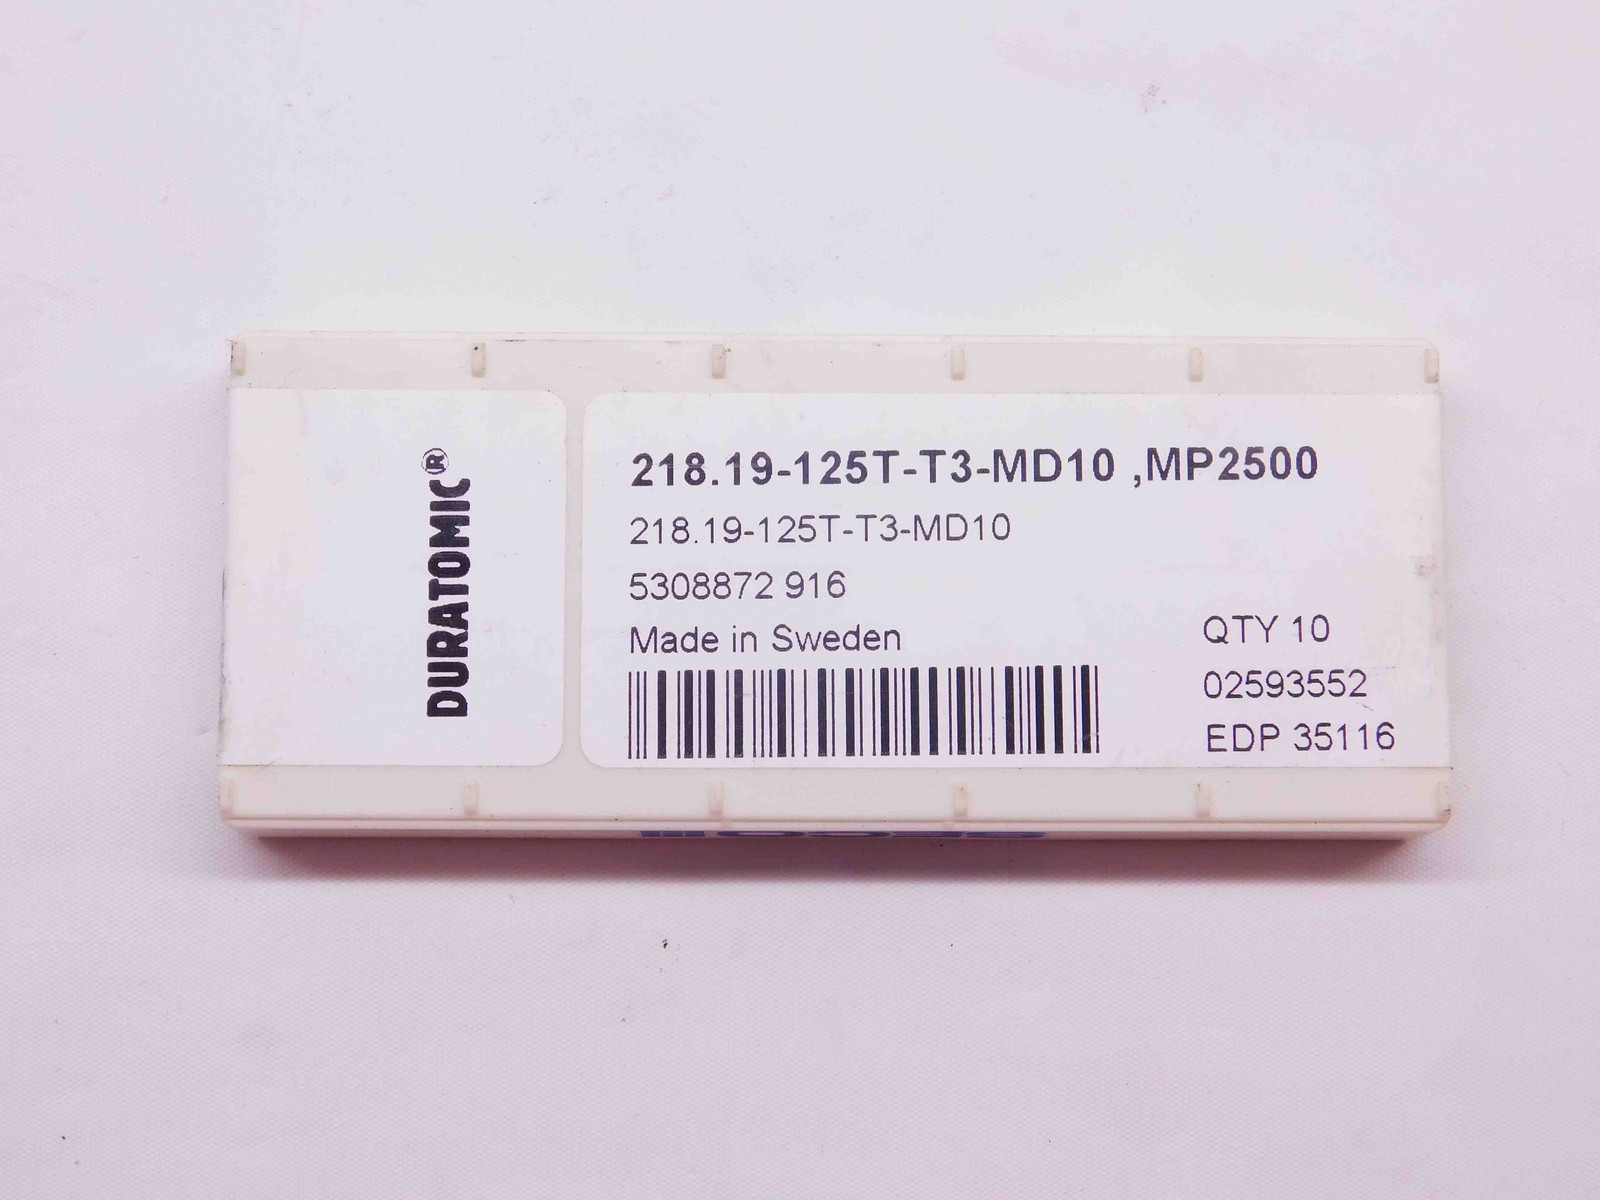 DURATOMIC®
218.19-125T-T3-MD10 ,MP2500
218.19-125T-T3-MD10
5308872 916
Made in Sweden
QTY 10
02593552
EDP 35116